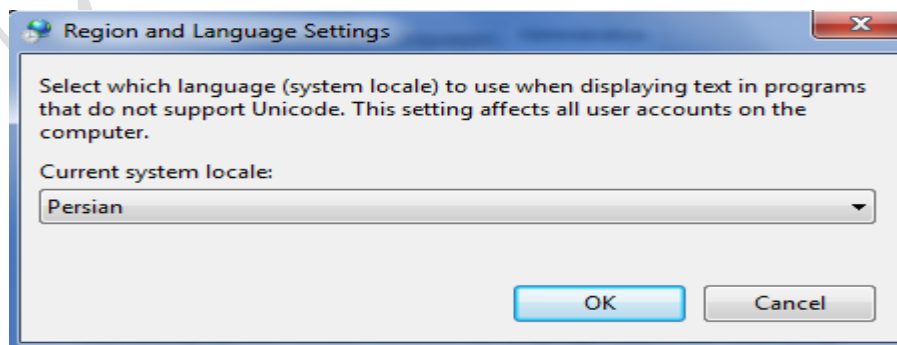 Region and Language Settings
Select which language (system locale) to use when displaying text in programs
that do not support Unicode. This setting affects all user accounts on the
computer.
Current system locale:
Persian
OK Cancel